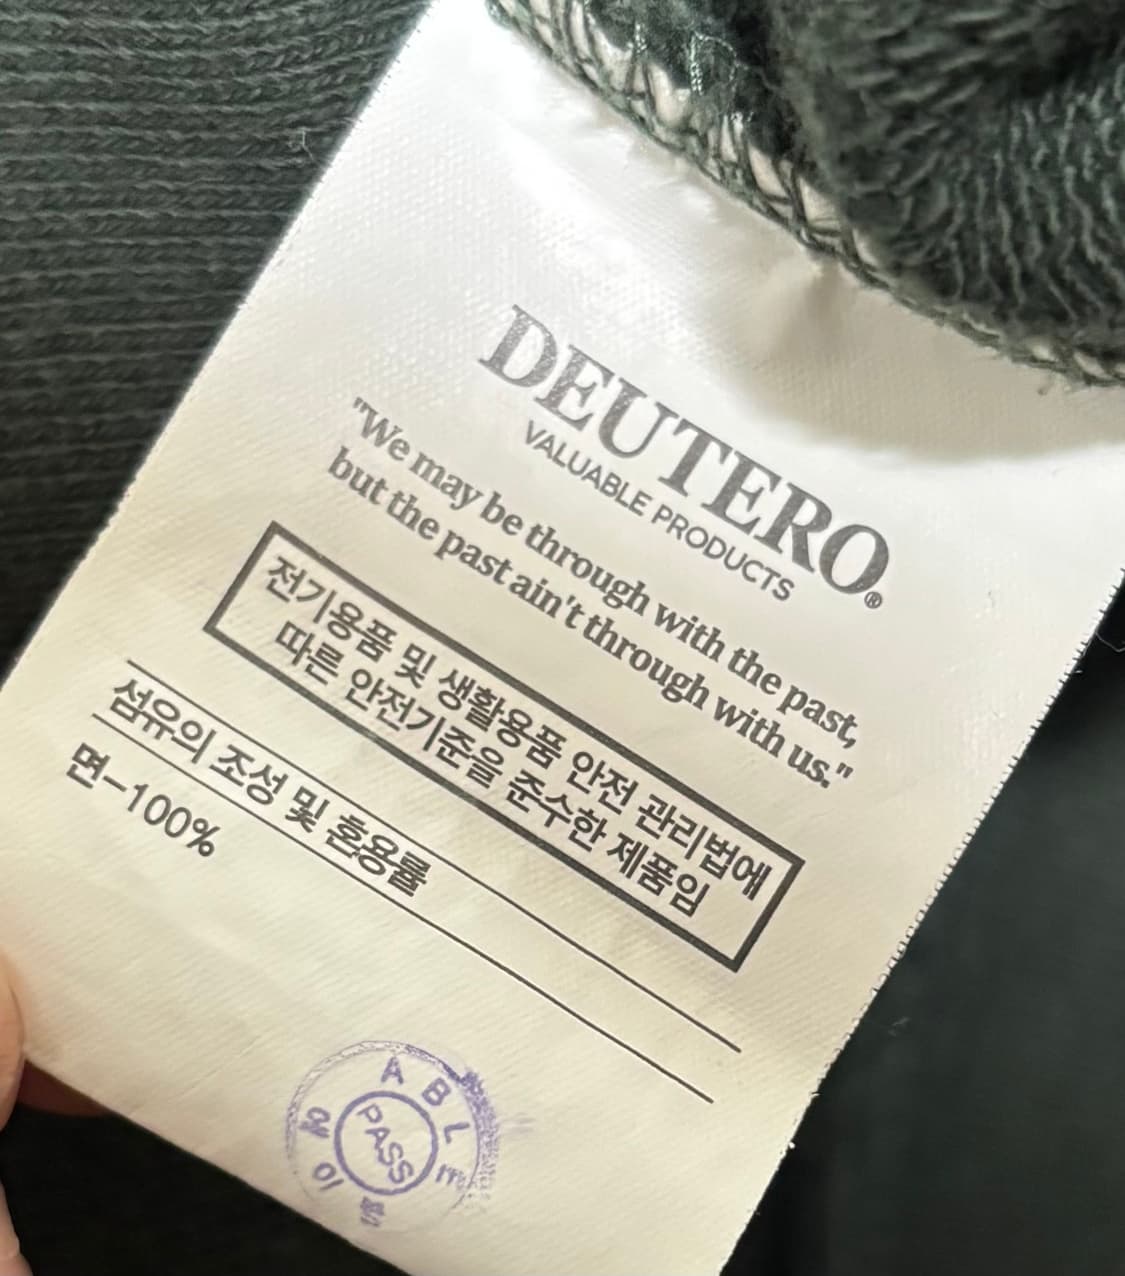 DEUTERO®
VALUABLE PRODUCTS
"We may be through with the past,
but the past ain't through with us."
전기용품 및 생활용품 안전 관리법에
따른 안전기준을 준수한 제품임
섬유의 조성 및 혼용률
면-100%
A B L
PASS